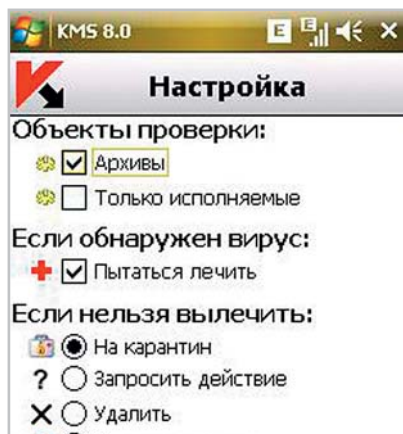 KMS 8.0 E E
Настройка
Объекты проверки:
Архивы
Только исполняемые
Если обнаружен вирус:
Пытаться лечить
Если нельзя вылечить:
На карантин
? Запросить действие
Удалить